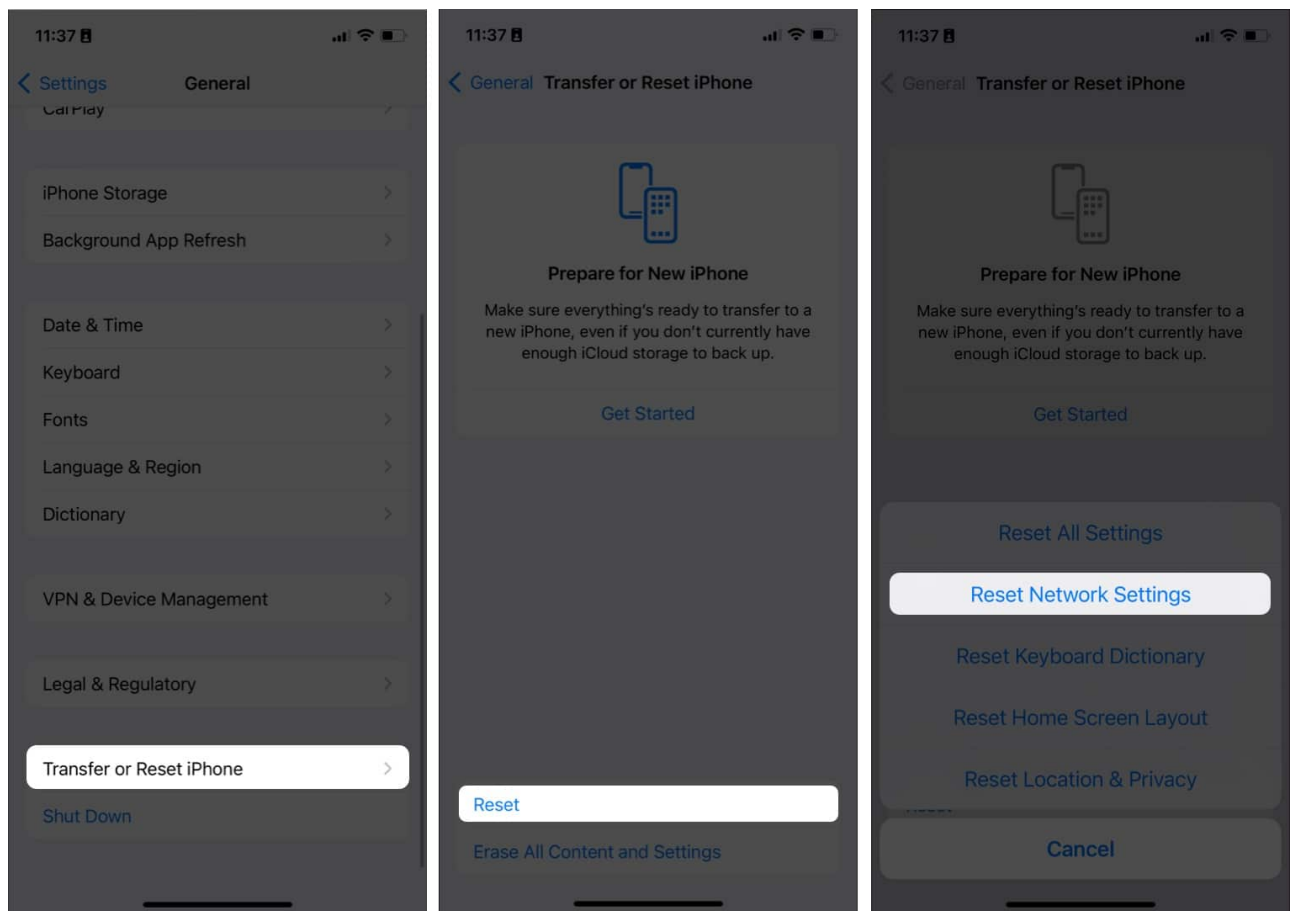 11:37
Settings General
CarPlay
iPhone Storage
Background App Refresh
Date & Time
Keyboard
Fonts
Language & Region
Dictionary
VPN & Device Management
Legal & Regulatory
Transfer or Reset iPhone
Shut Down
11:37
General Transfer or Reset iPhone
Prepare for New iPhone
Make sure everything's ready to transfer to a
new iPhone, even if you don't currently have
enough iCloud storage to back up.
Get Started
Reset
Erase All Content and Settings
11:37
General Transfer or Reset iPhone
Prepare for New iPhone
Make sure everything's ready to transfer to a
new iPhone, even if you don't currently have
enough iCloud storage to back up.
Get Started
Reset All Settings
Reset Network Settings
Reset Keyboard Dictionary
Reset Home Screen Layout
Reset Location & Privacy
Cancel